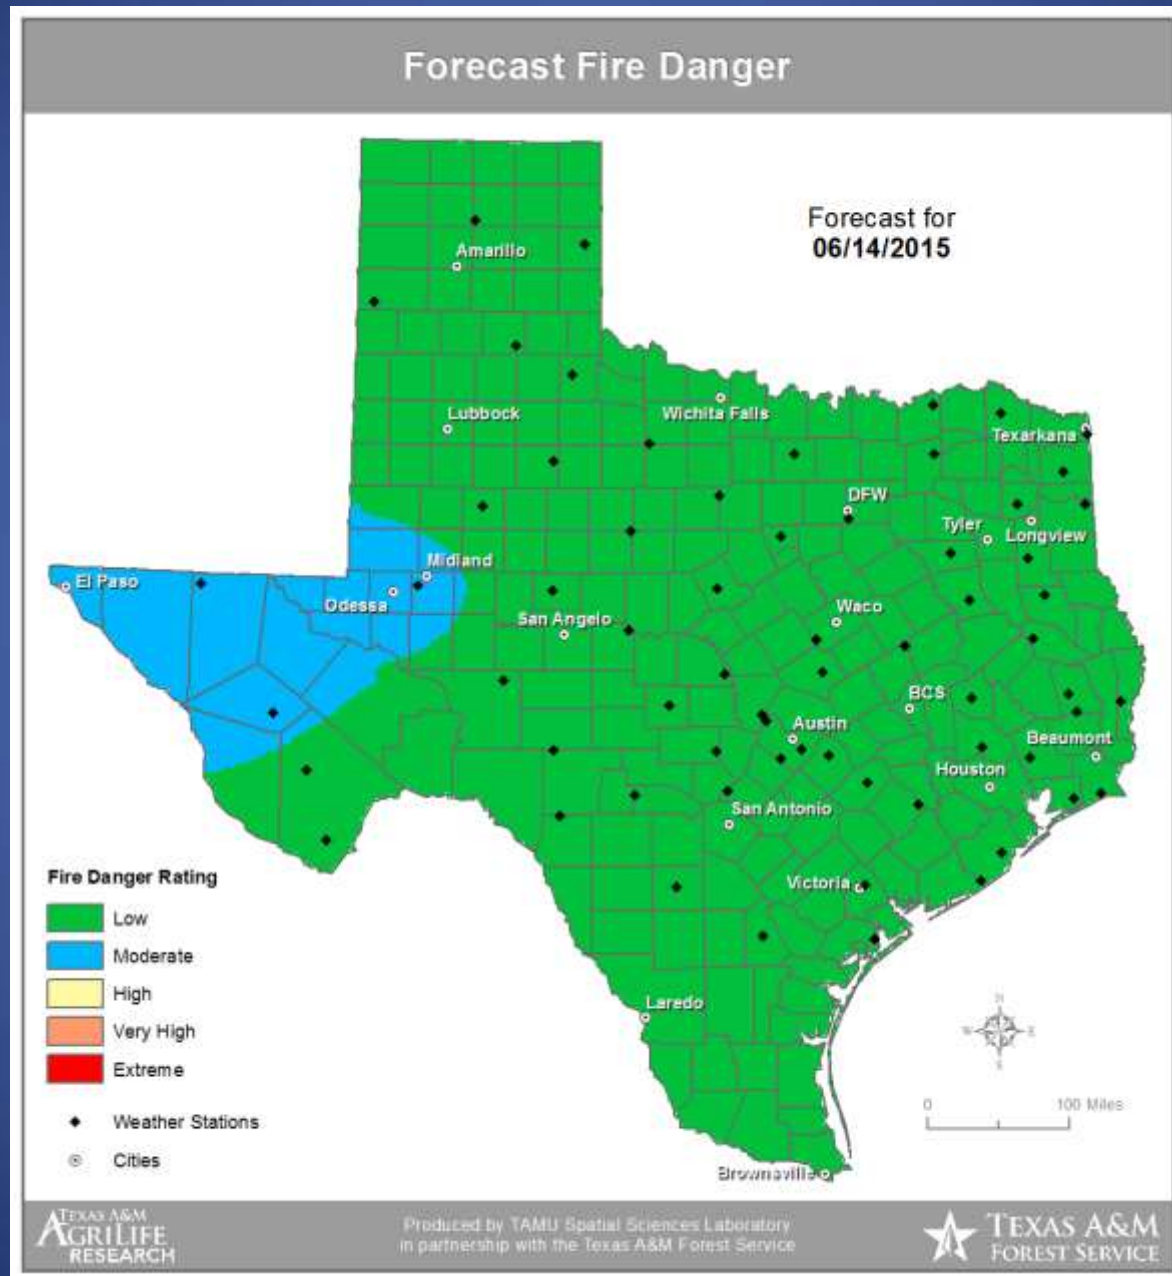 Forecast Fire Danger
Forecast for
06/14/2015
Amarillo
Lubbock
Wichita Falls
Texarkana
DFW
Tyler
Longview
Midland
El Paso
Odessa
San Angelo
Waco
BCS
Austin
Beaumont
Houston
San Antonio
Victoria
Laredo
Brownsville
Fire Danger Rating
Low
Moderate
High
Very High
Extreme
Weather Stations
Cities
N
W E
S
0 100 Miles
TEXAS A&M
AGRILIFE
RESEARCH
Produced by TAMU Spatial Sciences Laboratory
in partnership with the Texas A&M Forest Service
TEXAS A&M
FOREST SERVICE